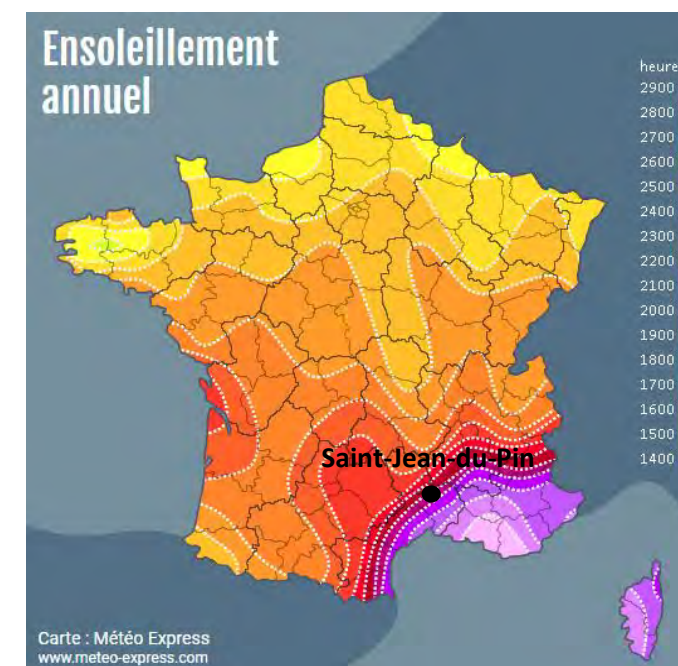 Ensoleillement
annuel
heure
2900
2800
2700
2600
2500
2400
2300
2200
2100
2000
1900
1800
1700
1600
1500
1400
Saint-Jean-du-Pin
Carte : Météo Express
www.meteo-express.com